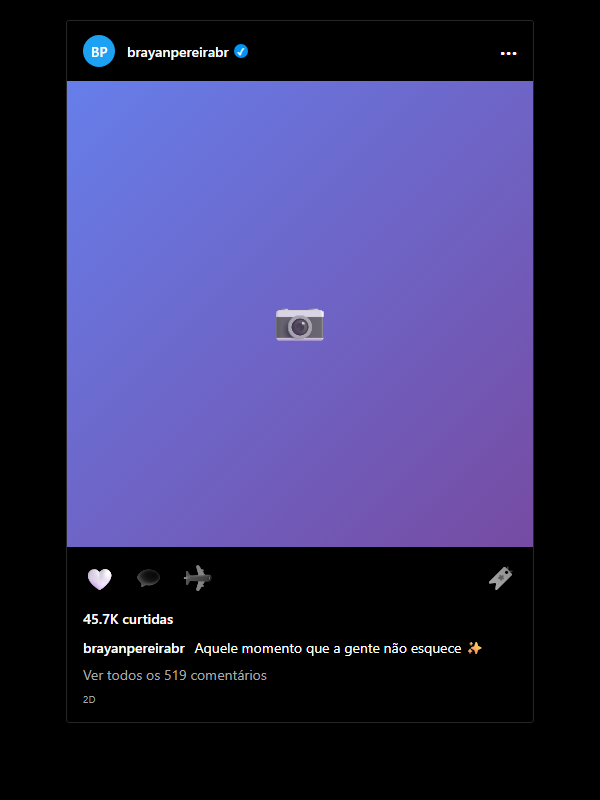 BP brayanpereirabr
45.7K curtidas
brayanpereirabr Aquele momento que a gente não esquece ✨
Ver todos os 519 comentários
2D